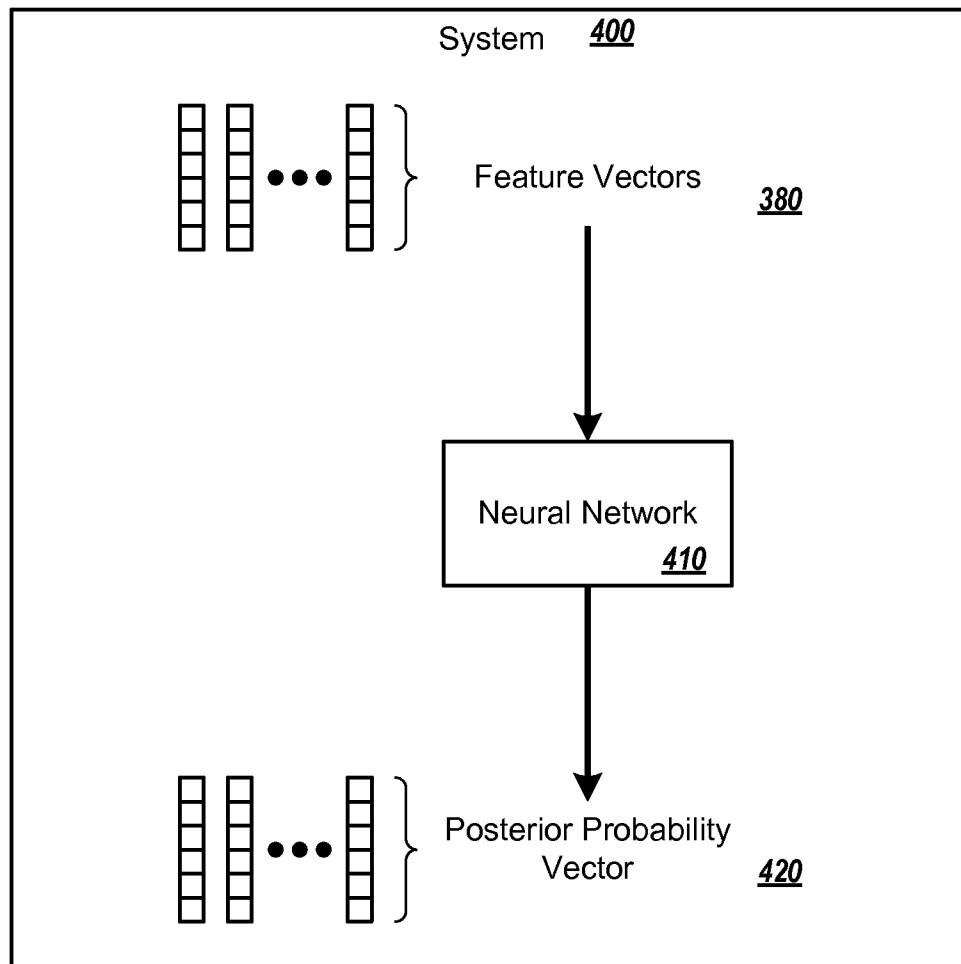 System 400
Feature Vectors
380
Neural Network
410
Posterior Probability
Vector
420